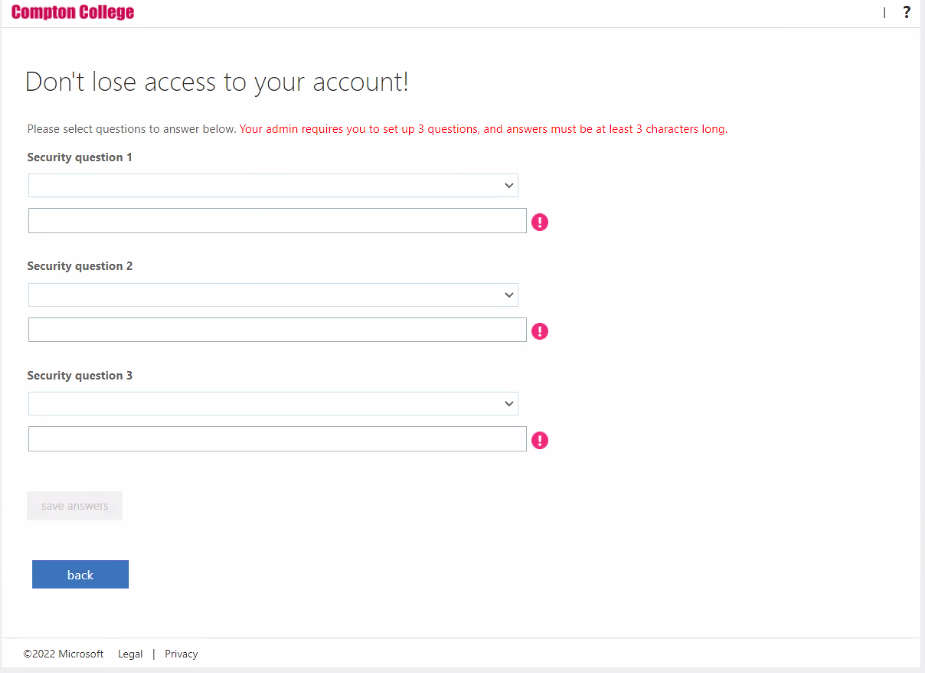 Compton College
| ?
Don't lose access to your account!
Please select questions to answer below. Your admin requires you to set up 3 questions, and answers must be at least 3 characters long.
Security question 1
!
Security question 2
!
Security question 3
!
save answers
back
©2022 Microsoft Legal | Privacy